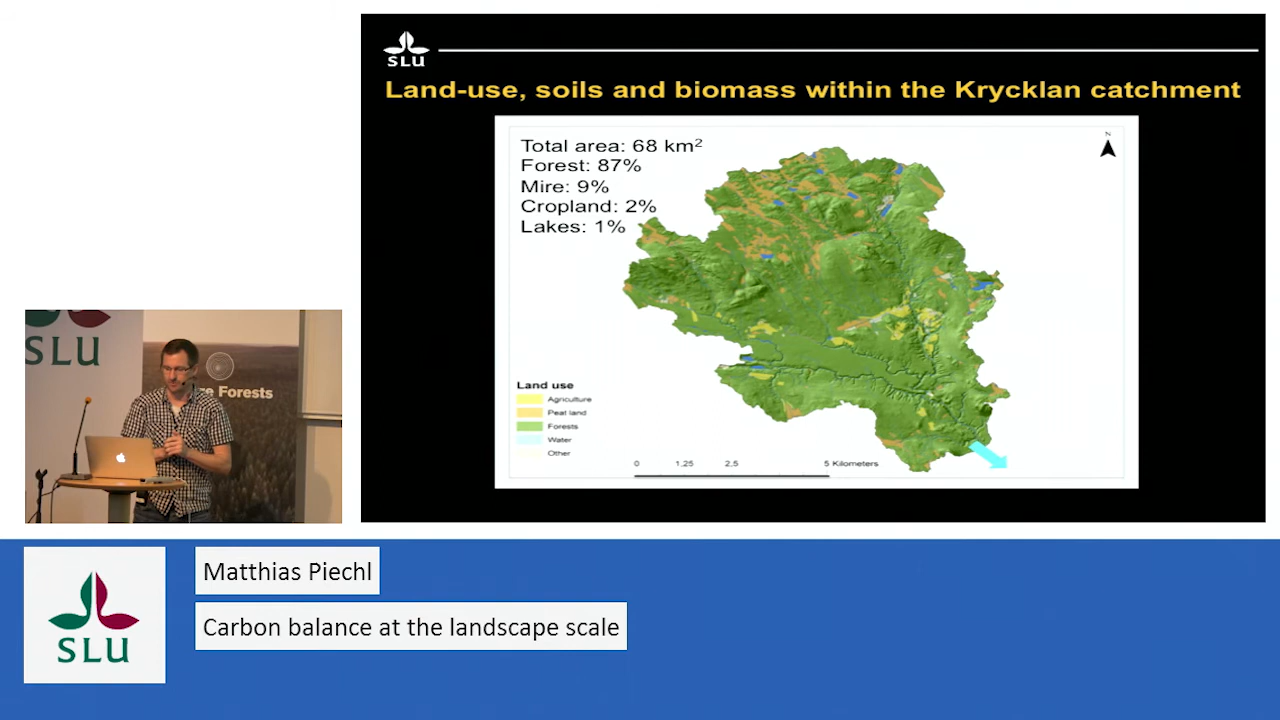 SLU
Land-use, soils and biomass within the Krycklan catchment
Total area: 68 km²
Forest: 87%
Mire: 9%
Cropland: 2%
Lakes: 1%
N
Land use
Agriculture
Peat land
Forests
Water
Other
0 1,25 2,5 5 Kilometers
SLU
Forests
Matthias Piechl
Carbon balance at the landscape scale
SLU